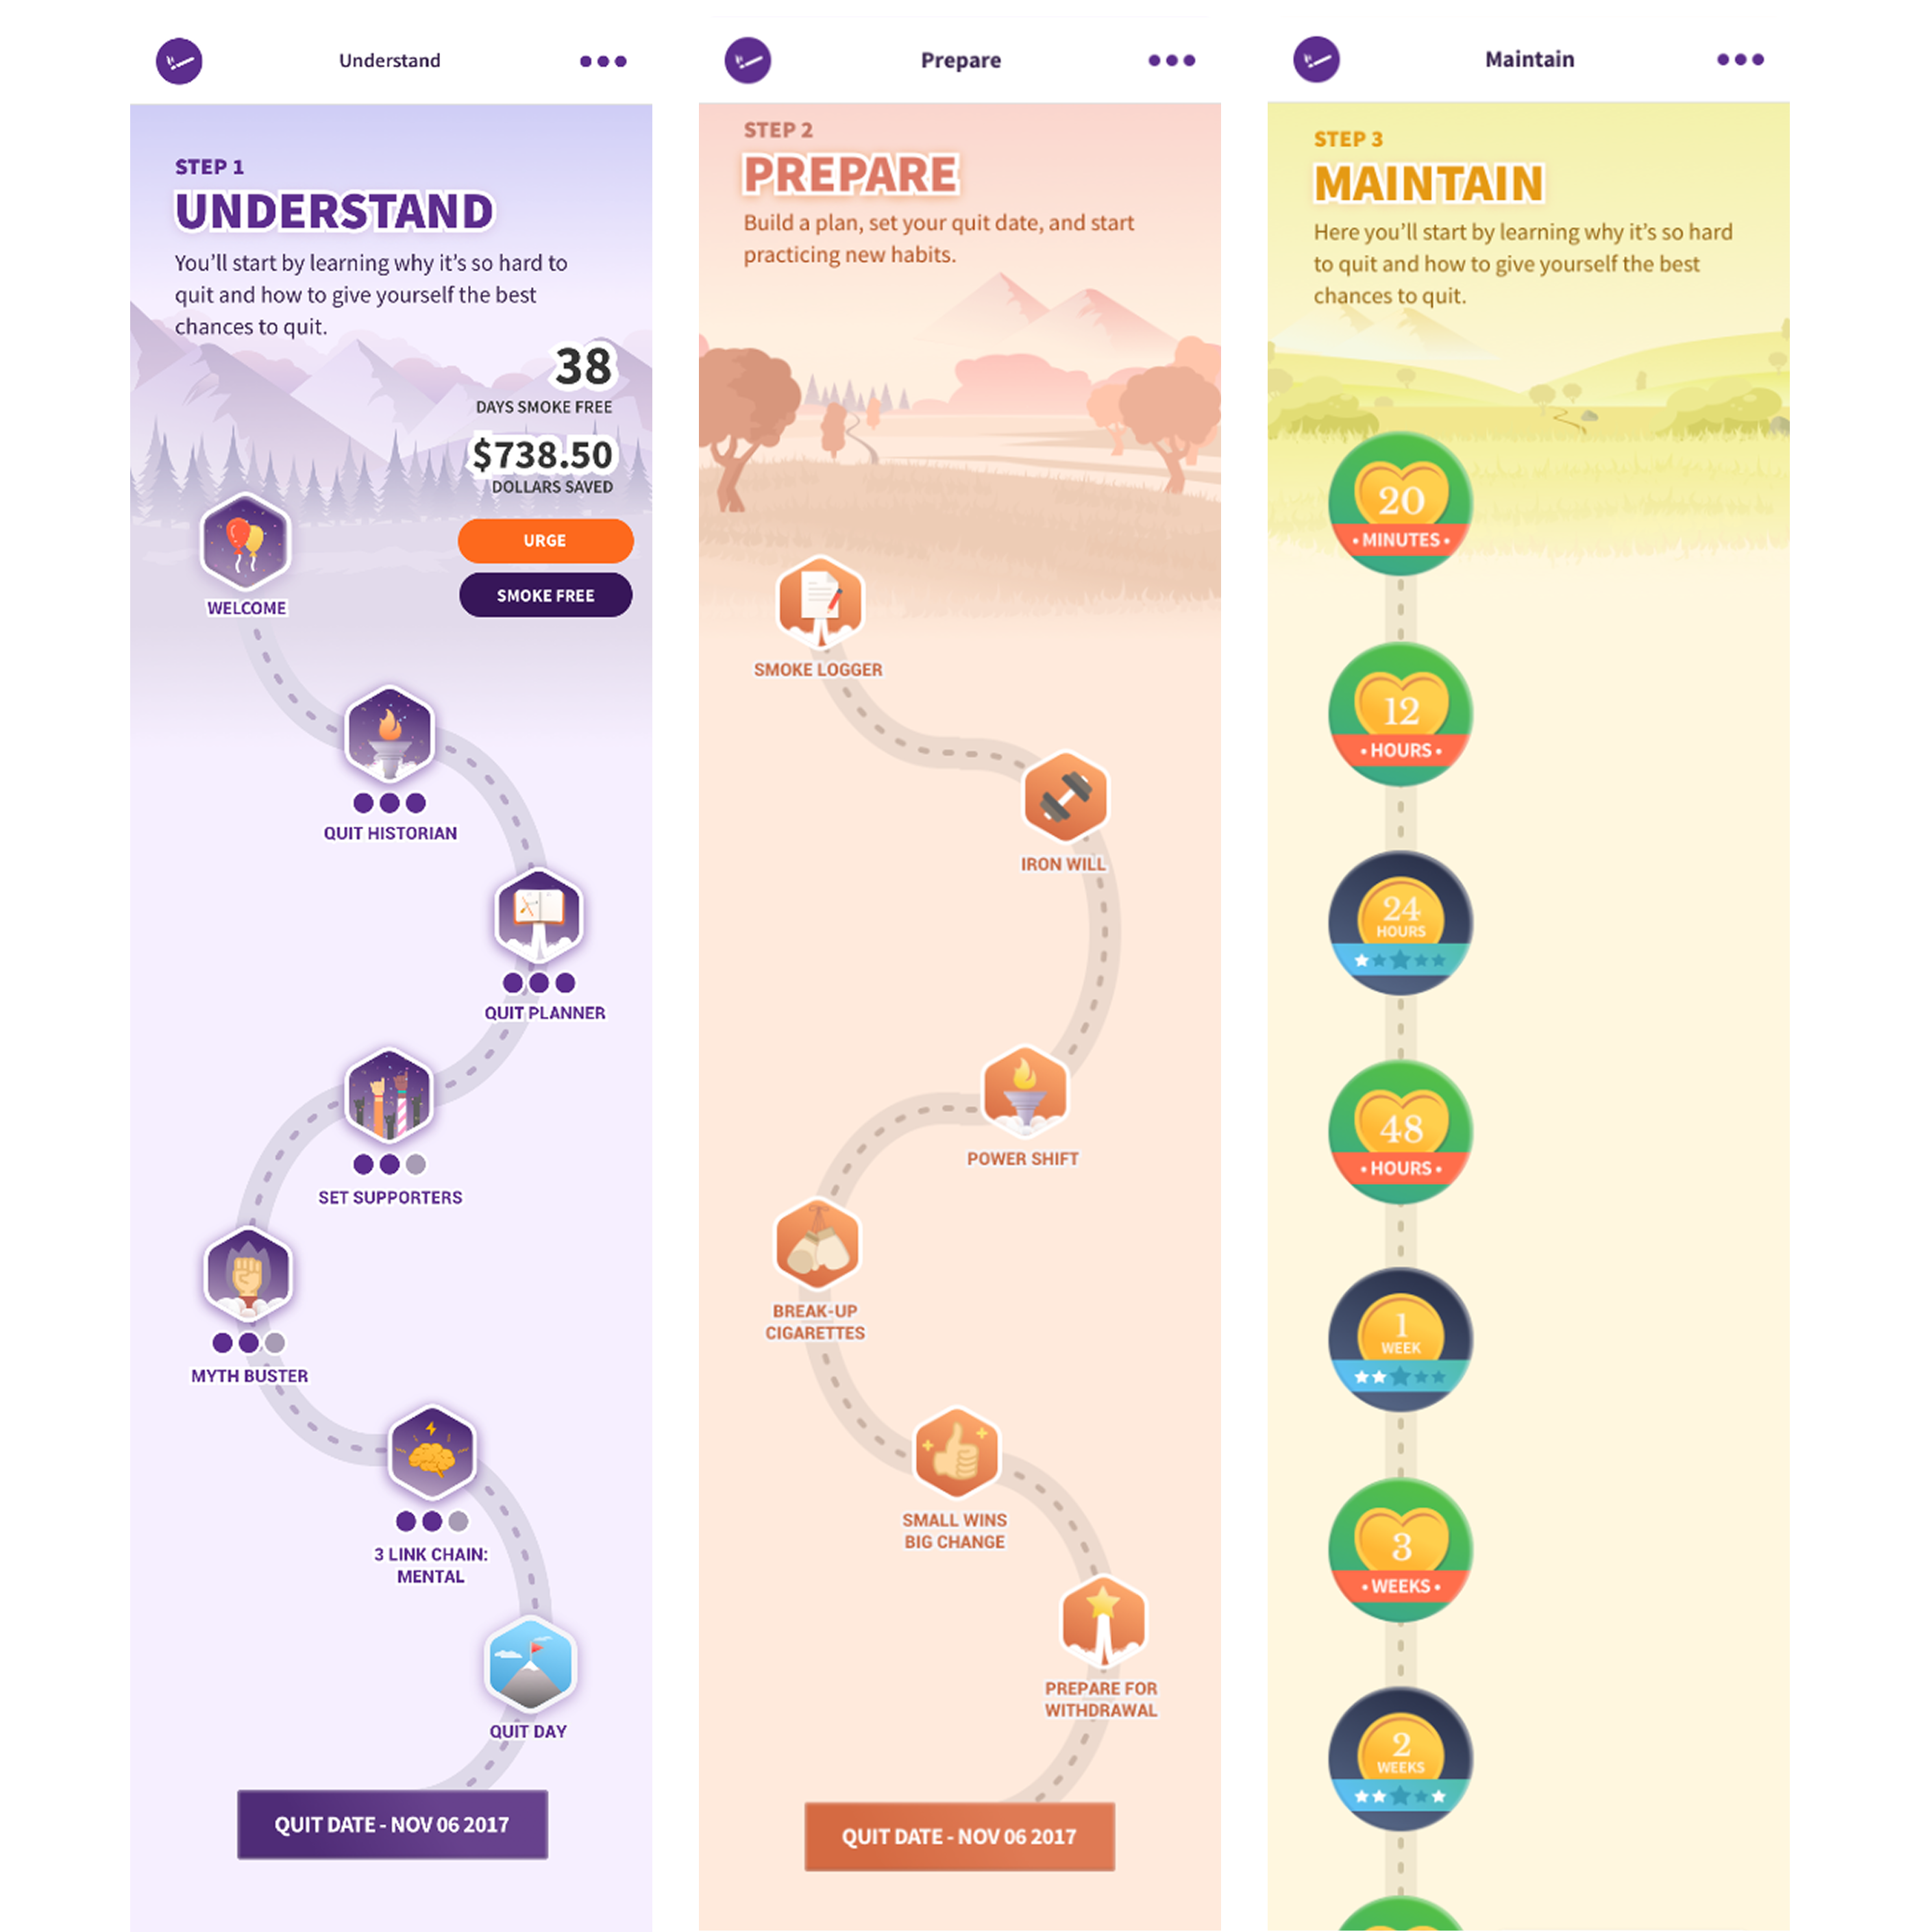 Understand
STEP 1
UNDERSTAND
You'll start by learning why it's so hard to
quit and how to give yourself the best
chances to quit.
38
DAYS SMOKE FREE
$738.50
DOLLARS SAVED
URGE
SMOKE FREE
WELCOME
QUIT HISTORIAN
QUIT PLANNER
SET SUPPORTERS
MYTH BUSTER
3 LINK CHAIN:
MENTAL
QUIT DAY
QUIT DATE - NOV 06 2017
Prepare
STEP 2
PREPARE
Build a plan, set your quit date, and start
practicing new habits.
SMOKE LOGGER
IRON WILL
POWER SHIFT
BREAK-UP
CIGARETTES
SMALL WINS
BIG CHANGE
PREPARE FOR
WITHDRAWAL
QUIT DATE - NOV 06 2017
Maintain
STEP 3
MAINTAIN
Here you'll start by learning why it's so hard
to quit and how to give yourself the best
chances to quit.
20
• MINUTES •
12
• HOURS •
24
HOURS
48
• HOURS •
1
WEEK
3
• WEEKS •
2
WEEKS